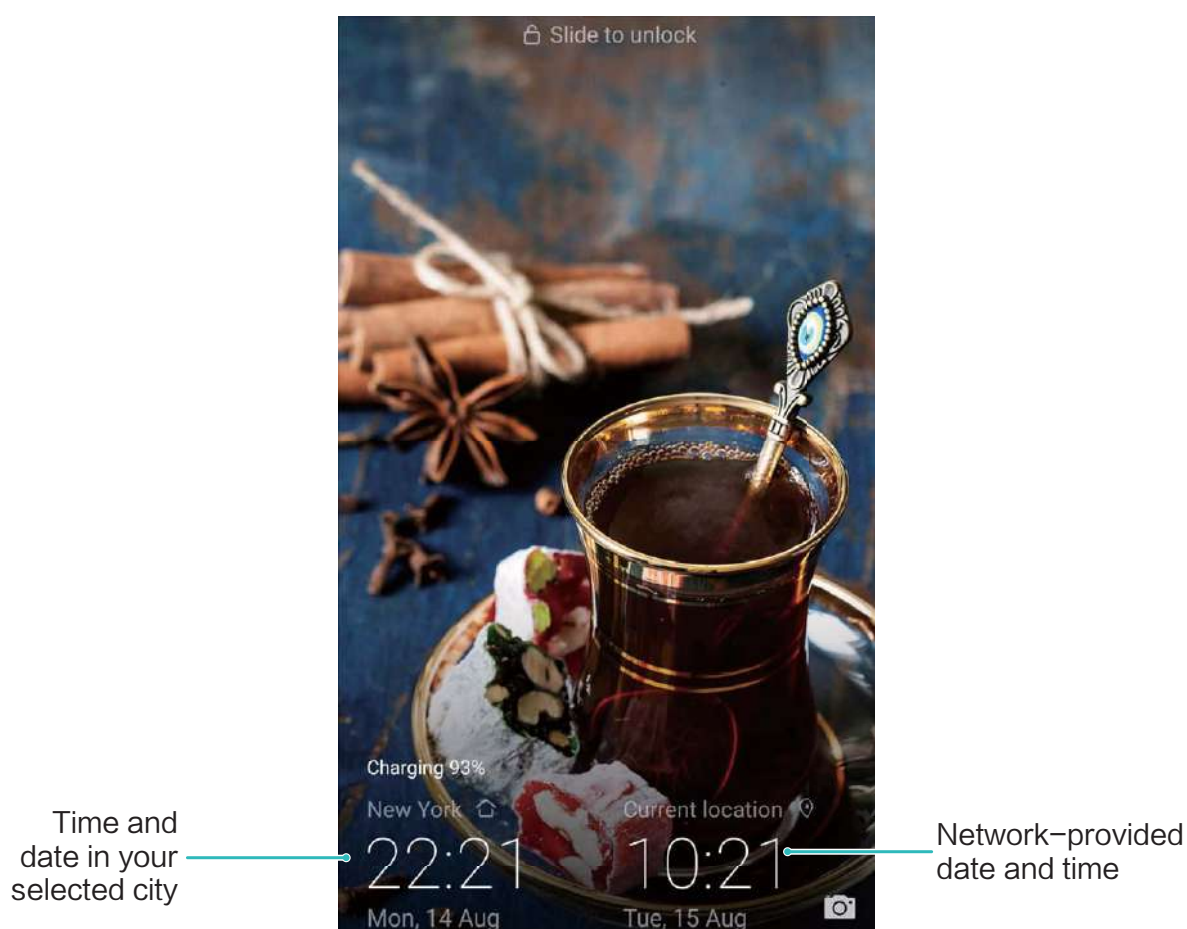 Slide to unlock
Charging 93%
New York
Current location
22:21
10:21
Mon, 14 Aug
Tue, 15 Aug
Time and
date in your
selected city
Network–provided
date and time